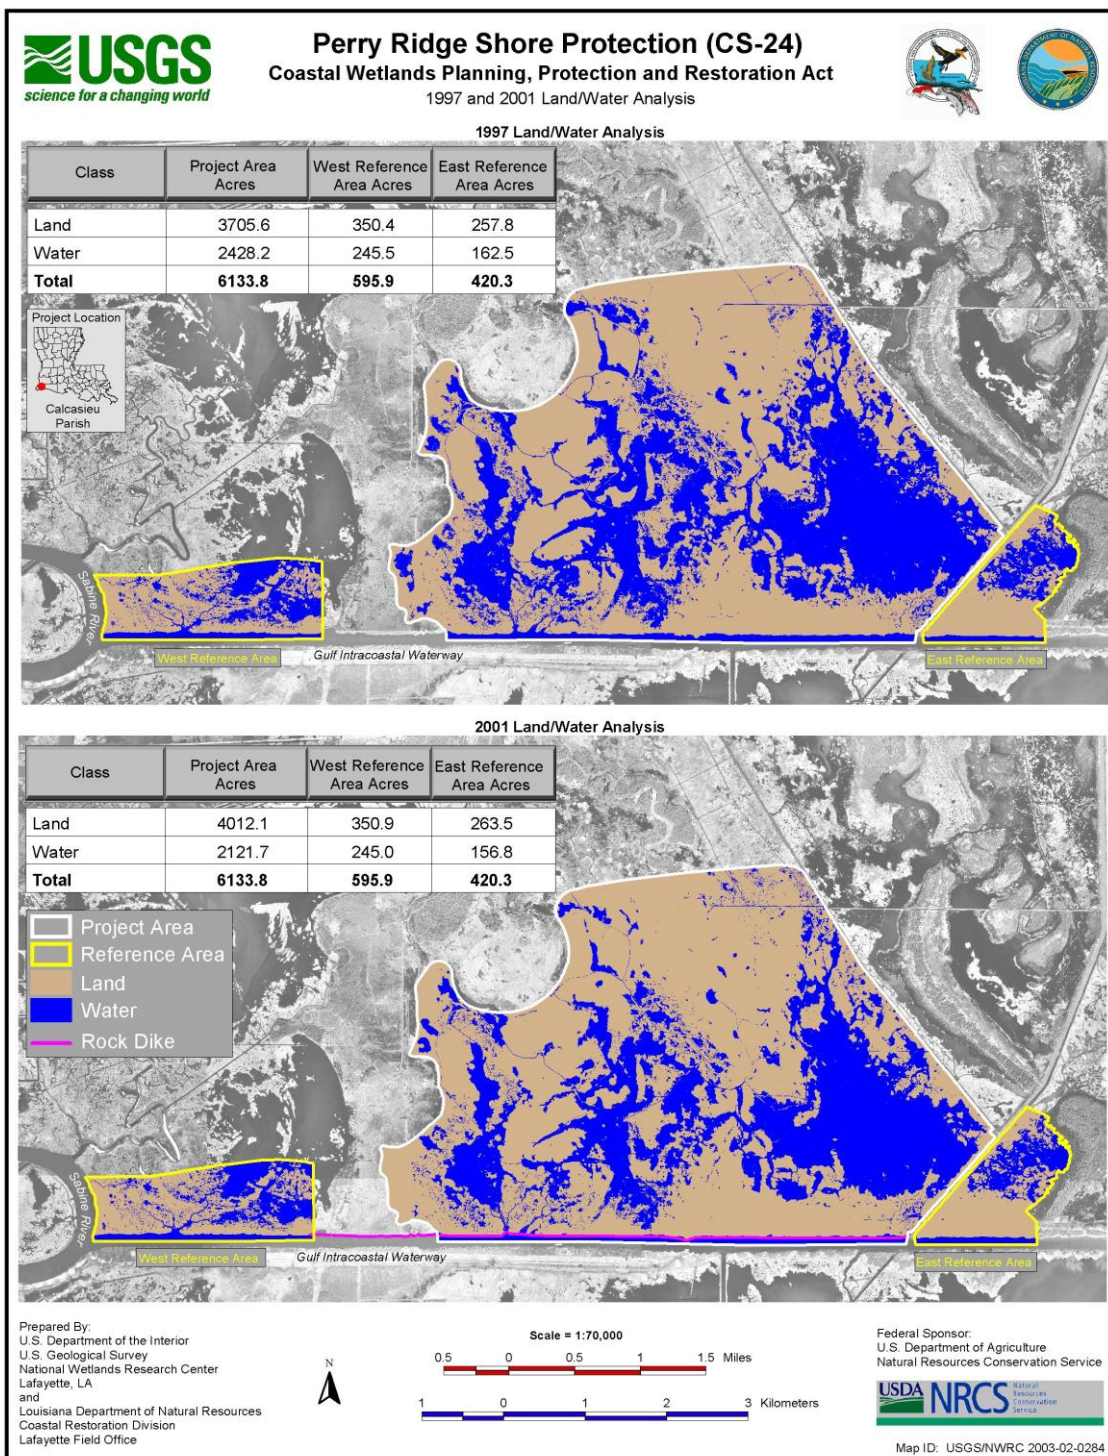 USGS
science for a changing world
Perry Ridge Shore Protection (CS-24)
Coastal Wetlands Planning, Protection and Restoration Act
1997 and 2001 Land/Water Analysis
1997 Land/Water Analysis
Class Project Area Acres West Reference Area Acres East Reference Area Acres
Land 3705.6 350.4 257.8
Water 2428.2 245.5 162.5
Total 6133.8 595.9 420.3
Project Location
Calcasieu
Parish
Sabine River
West Reference Area
Gulf Intracoastal Waterway
East Reference Area
2001 Land/Water Analysis
Class Project Area Acres West Reference Area Acres East Reference Area Acres
Land 4012.1 350.9 263.5
Water 2121.7 245.0 156.8
Total 6133.8 595.9 420.3
Project Area
Reference Area
Land
Water
Rock Dike
Sabine River
West Reference Area
Gulf Intracoastal Waterway
East Reference Area
Prepared By:
U.S. Department of the Interior
U.S. Geological Survey
National Wetlands Research Center
Lafayette, LA
and
Louisiana Department of Natural Resources
Coastal Restoration Division
Lafayette Field Office
N
Scale = 1:70,000
0.5 0 0.5 1 1.5 Miles
1 0 1 2 3 Kilometers
Federal Sponsor:
U.S. Department of Agriculture
Natural Resources Conservation Service
USDA NRCS
Natural
Resources
Conservation
Service
Map ID: USGS/NWRC 2003-02-0284